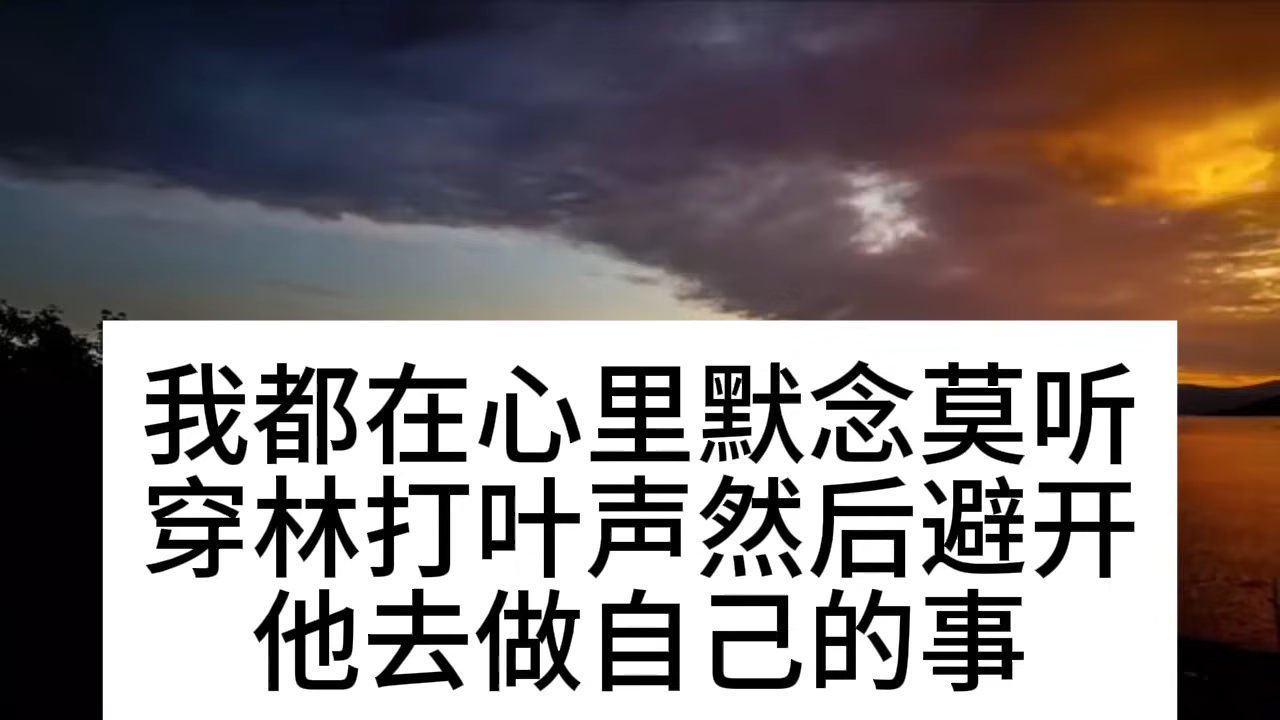 我都在心里默念莫听
穿林打叶声然后避开
他去做自己的事